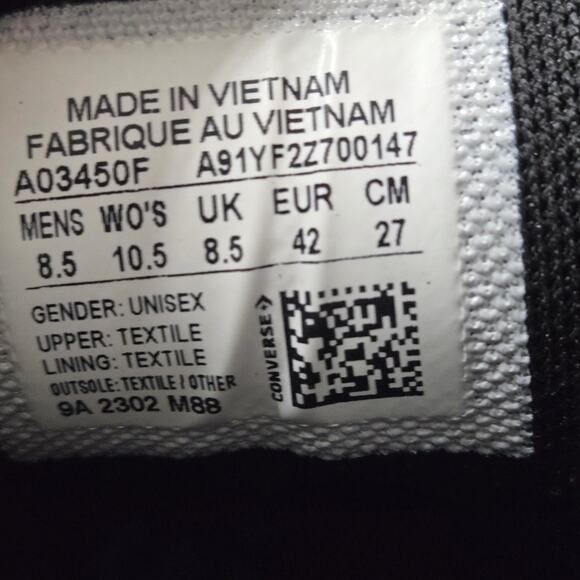 MADE IN VIETNAM
FABRIQUE AU VIETNAM
A03450F A91YF2Z700147
MENS WO'S UK EUR CM
8.5 10.5 8.5 42 27
GENDER: UNISEX
UPPER: TEXTILE
LINING: TEXTILE
OUTSOLE: TEXTILE / OTHER
9A 2302 M88
CONVERSE